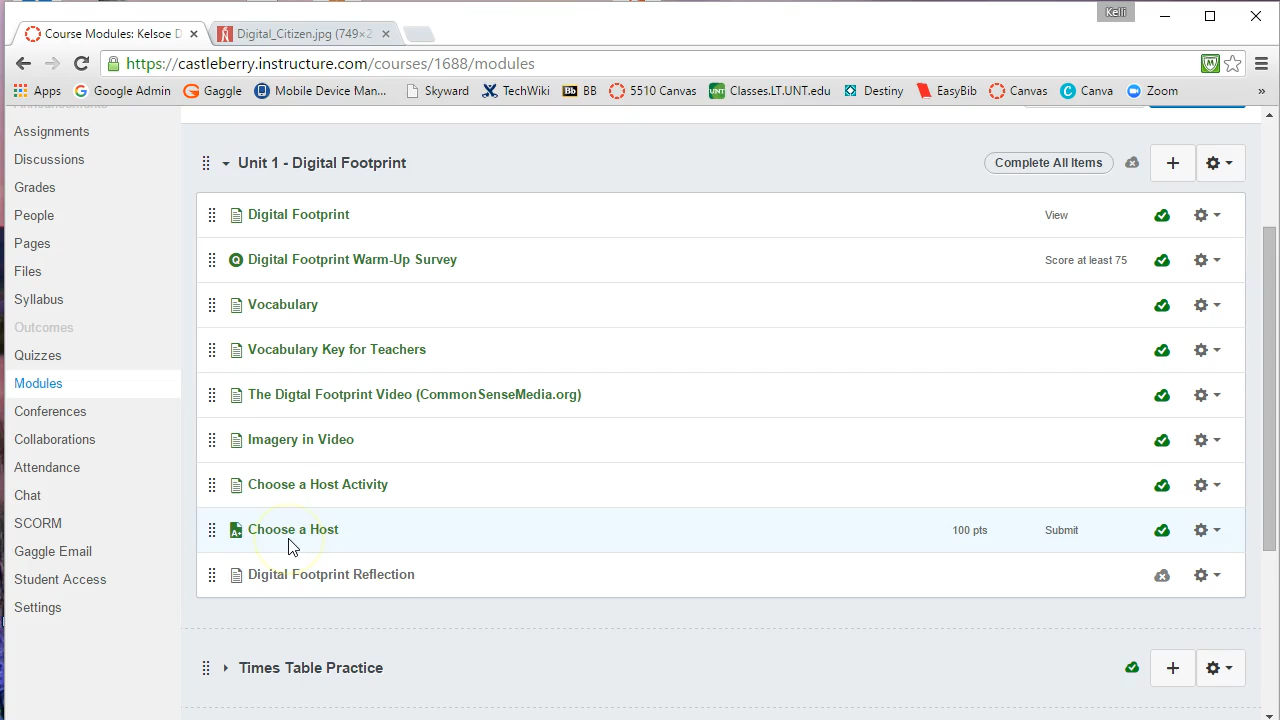 Kelli
Course Modules: Kelsoe D
Digital_Citizen.jpg (749×2
https://castleberry.instructure.com/courses/1688/modules
Apps Google Admin Gaggle Mobile Device Man... Skyward TechWiki BB 5510 Canvas Classes.LT.UNT.edu Destiny EasyBib Canvas Canva Zoom »
Announcements
Assignments
Discussions
Grades
People
Pages
Files
Syllabus
Outcomes
Quizzes
Modules
Conferences
Collaborations
Attendance
Chat
SCORM
Gaggle Email
Student Access
Settings
Unit 1 - Digital Footprint Complete All Items
Digital Footprint View
Digital Footprint Warm-Up Survey Score at least 75
Vocabulary
Vocabulary Key for Teachers
The Digtal Footprint Video (CommonSenseMedia.org)
Imagery in Video
Choose a Host Activity
Choose a Host 100 pts Submit
Digital Footprint Reflection
Times Table Practice